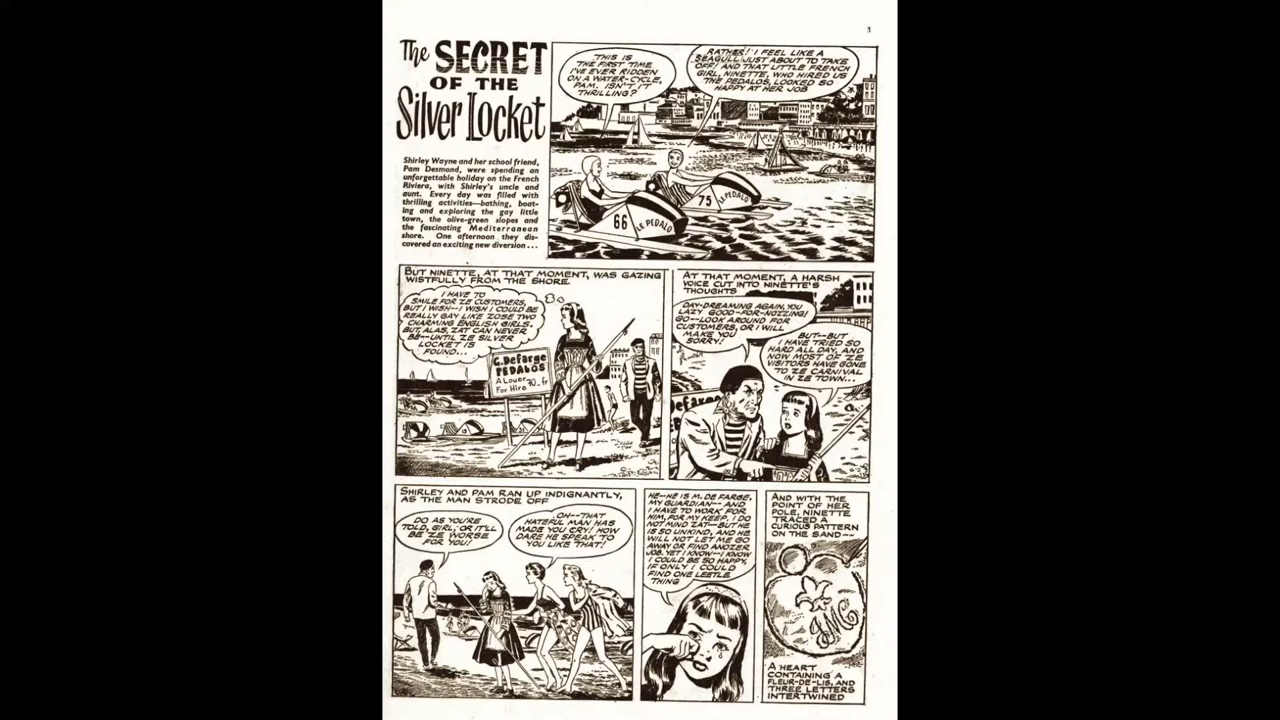 3
The SECRET
OF THE
Silver Locket
Shirley Wayne and her school friend,
Pam Desmond, were spending an
unforgettable holiday on the French
Riviera, with Shirley's uncle and
aunt. Every day was filled with
thrilling activities—bathing, boat-
ing and exploring the gay little
town, the olive-green slopes and
the fascinating Mediterranean
shore. One afternoon they dis-
covered an exciting new diversion ...
THIS IS
THE FIRST TIME
I'VE EVER RIDDEN
ON A WATER-CYCLE,
PAM. ISN'T IT
THRILLING?
RATHER! I FEEL LIKE A
SEAGULL JUST ABOUT TO TAKE
OFF! AND THAT LITTLE FRENCH
GIRL, NINETTE, WHO HIRED US
THE PEDALOS, LOOKED SO
HAPPY AT HER JOB
66
LE PEDALO
75
LE PEDALO
BUT NINETTE, AT THAT MOMENT, WAS GAZING
WISTFULLY FROM THE SHORE
I HAVE TO
SMILE FOR ZE CUSTOMERS,
BUT I WISH—I WISH I COULD BE
REALLY GAY LIKE ZOSE TWO
CHARMING ENGLISH GIRLS.
BUT, ALAS, ZAT CAN NEVER
BE—UNTIL ZE SILVER
LOCKET IS
FOUND...
G. DeFarge
PEDALOS
A Louer
For Hire 70. fr
AT THAT MOMENT, A HARSH
VOICE CUT INTO NINETTE'S
THOUGHTS
DAY-DREAMING AGAIN, YOU
LAZY GOOD-FOR-NOZZING!
GO—LOOK AROUND FOR
CUSTOMERS, OR I WILL
MAKE YOU
SORRY!
BUT—BUT
I HAVE TRIED SO
HARD ALL DAY, AND
NOW MOST OF ZE
VISITORS HAVE GONE
TO ZE CARNIVAL
IN ZE TOWN...
DeFarge
SHIRLEY AND PAM RAN UP INDIGNANTLY,
AS THE MAN STRODE OFF
DO AS YOU'RE
TOLD, GIRL, OR IT'LL
BE ZE WORSE
FOR YOU!
OH—THAT
HATEFUL MAN HAS
MADE YOU CRY! HOW
DARE HE SPEAK TO
YOU LIKE THAT!
HE—HE IS M. DE FARGE,
MY GUARDIAN—AND
I HAVE TO WORK FOR
HIM, FOR MY KEEP. I DO
NOT MIND ZAT—BUT HE
IS SO UNKIND, AND HE
WILL NOT LET ME GO
AWAY OR FIND ANOZER
JOB. YET I KNOW—I KNOW
I COULD BE SO HAPPY,
IF ONLY I COULD
FIND ONE LEETLE
THING
AND WITH THE
POINT OF HER
POLE, NINETTE
TRACED A
CURIOUS PATTERN
ON THE SAND—
A HEART
CONTAINING A
FLEUR-DE-LIS, AND
THREE LETTERS
INTERTWINED